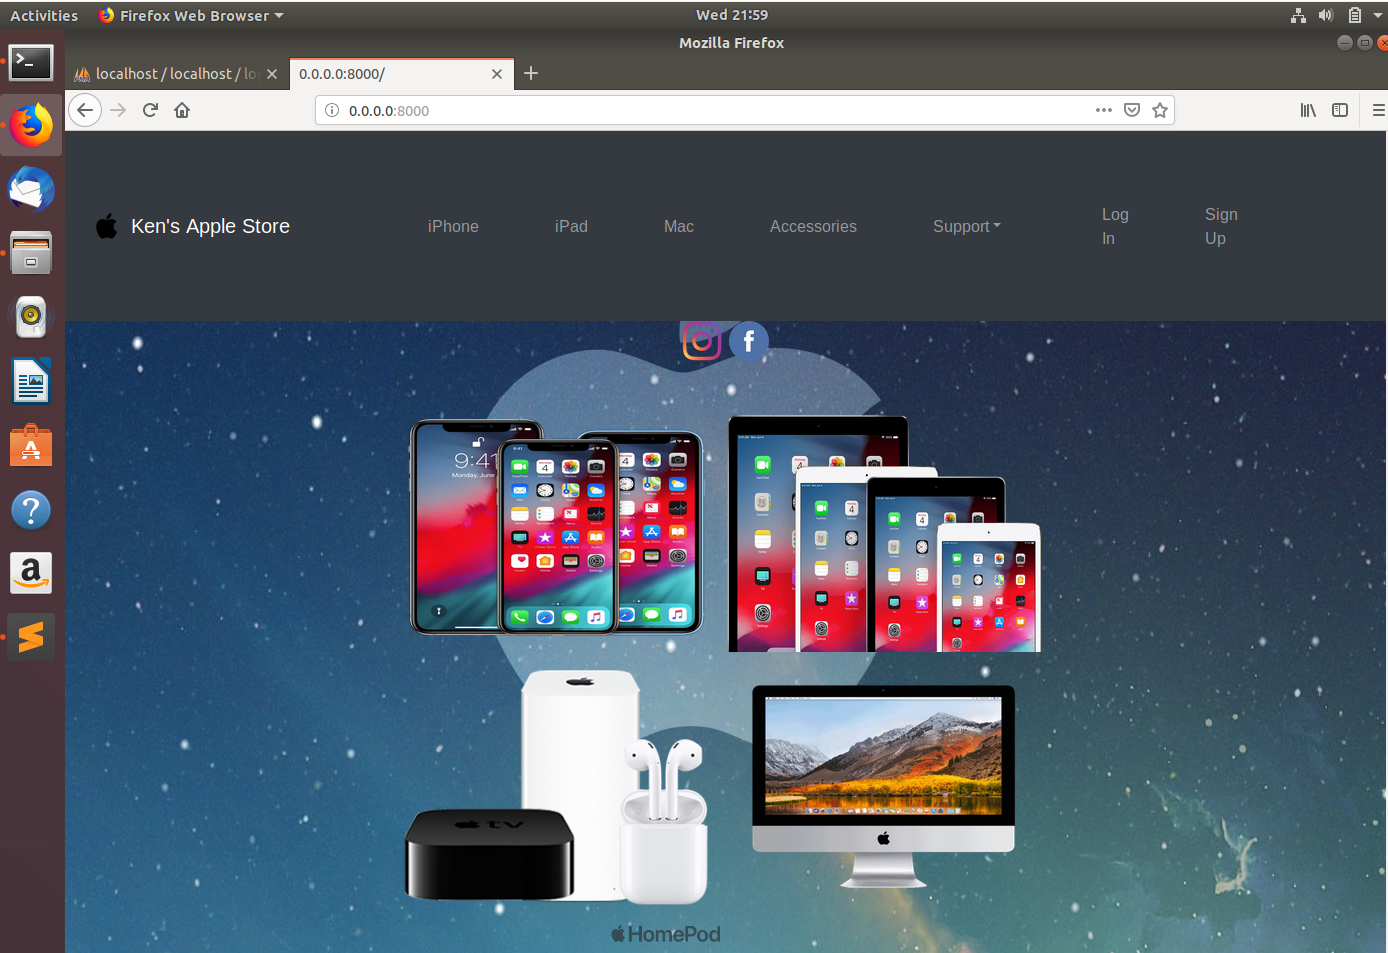 Activities Firefox Web Browser Wed 21:59
Mozilla Firefox
localhost / localhost / lo 0.0.0.0:8000/
0.0.0.0:8000
Ken's Apple Store iPhone iPad Mac Accessories Support Log In Sign Up
9:41
Monday, June
tv
HomePod